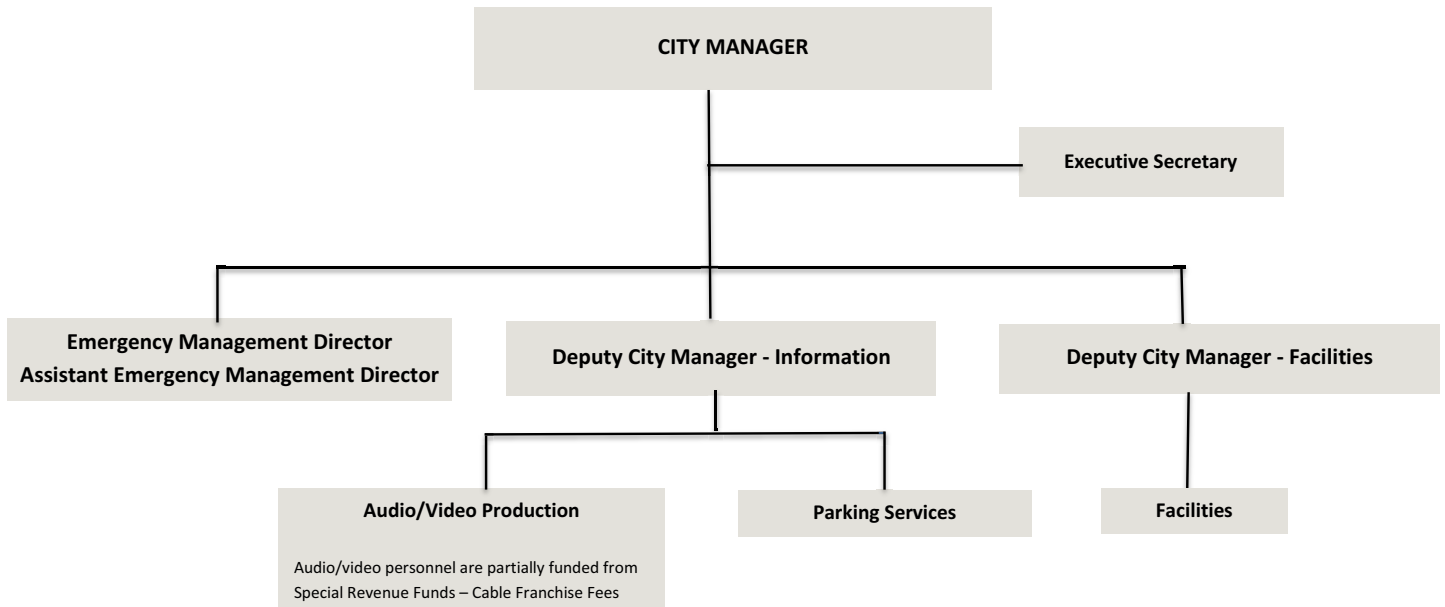 CITY MANAGER
Executive Secretary
Emergency Management Director
Assistant Emergency Management Director
Deputy City Manager - Information
Deputy City Manager - Facilities
Audio/Video Production
Audio/video personnel are partially funded from
Special Revenue Funds – Cable Franchise Fees
Parking Services
Facilities